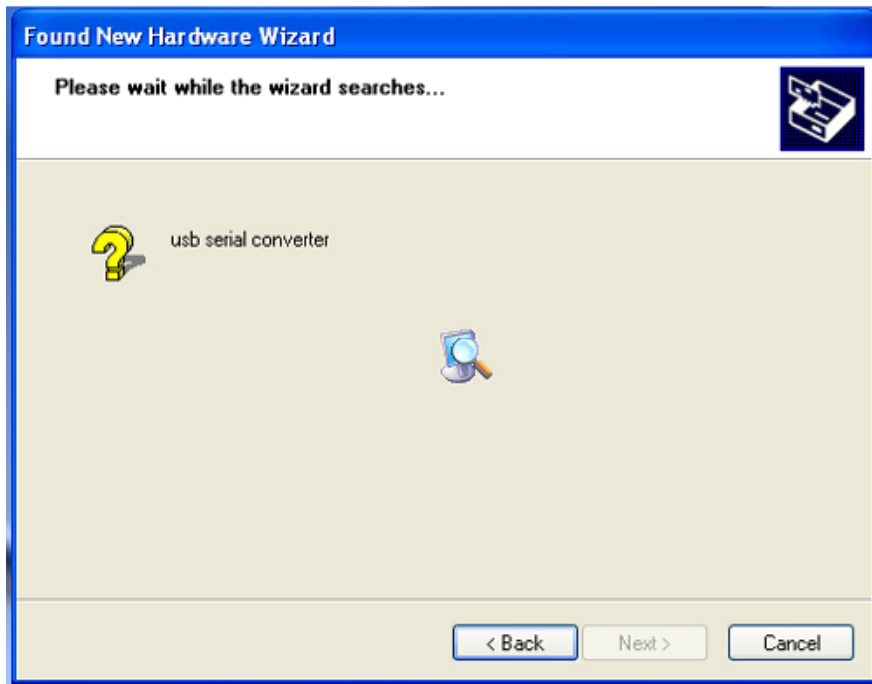 Found New Hardware Wizard
Please wait while the wizard searches...
usb serial converter
< Back
Next >
Cancel